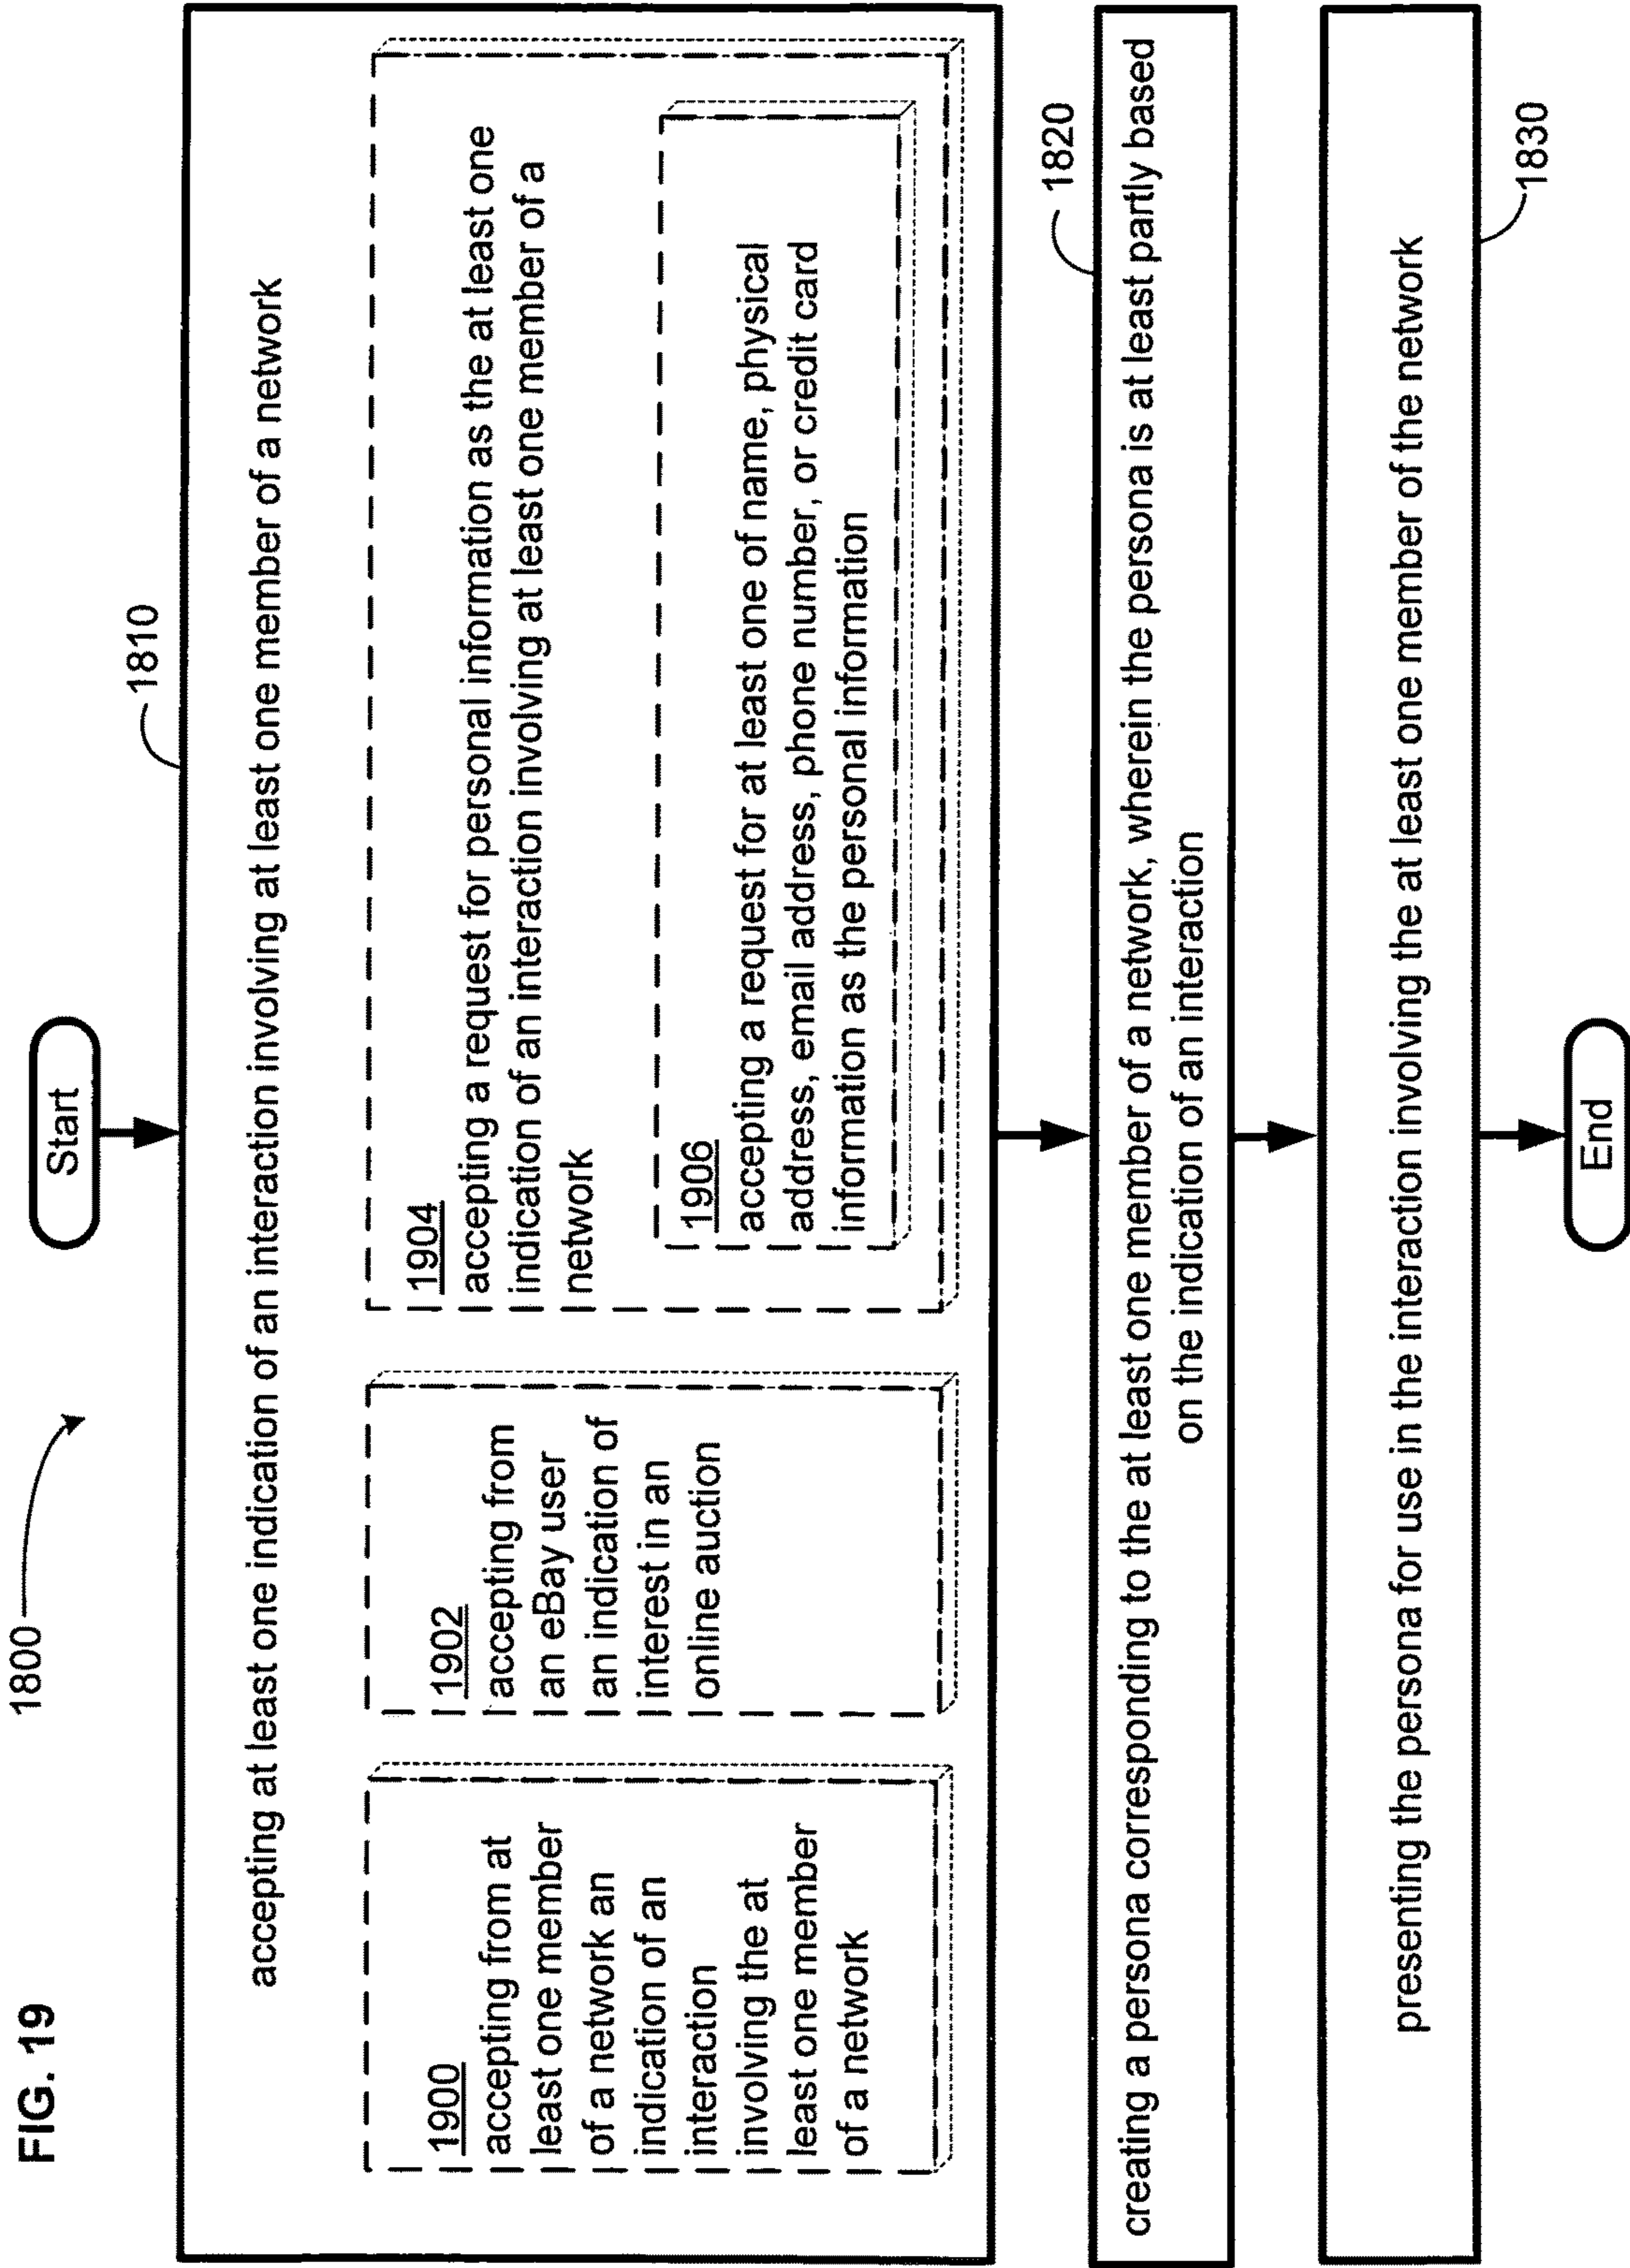 FIG. 19
1800
Start
1810
accepting at least one indication of an interaction involving at least one member of a network
1900
accepting from at
least one member
of a network an
indication of an
interaction
involving the at
least one member
of a network
1902
accepting from
an eBay user
an indication of
interest in an
online auction
1904
accepting a request for personal information as the at least one
indication of an interaction involving at least one member of a
network
1906
accepting a request for at least one of name, physical
address, email address, phone number, or credit card
information as the personal information
1820
creating a persona corresponding to the at least one member of a network, wherein the persona is at least partly based
on the indication of an interaction
1830
presenting the persona for use in the interaction involving the at least one member of the network
End